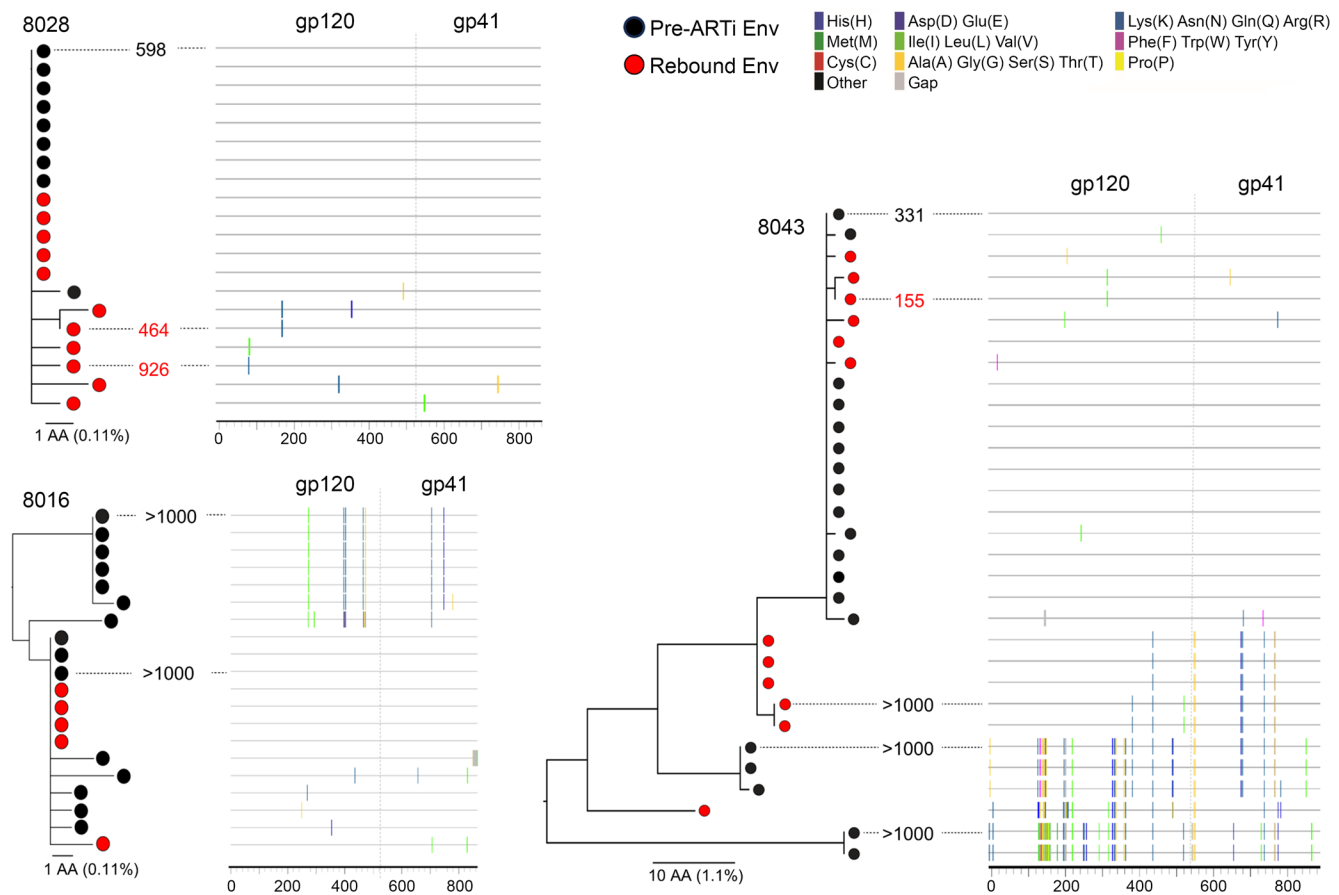 8028
gp120 gp41
598
464
926
1 AA (0.11%)
0 200 400 600 800
Pre-ARTi Env
Rebound Env
His(H) Asp(D) Glu(E) Lys(K) Asn(N) Gln(Q) Arg(R)
Met(M) Ile(I) Leu(L) Val(V) Phe(F) Trp(W) Tyr(Y)
Cys(C) Ala(A) Gly(G) Ser(S) Thr(T) Pro(P)
Other Gap
8016
gp120 gp41
>1000
>1000
1 AA (0.11%)
0 200 400 600 800
8043
gp120 gp41
331
155
>1000
>1000
>1000
10 AA (1.1%)
0 200 400 600 800